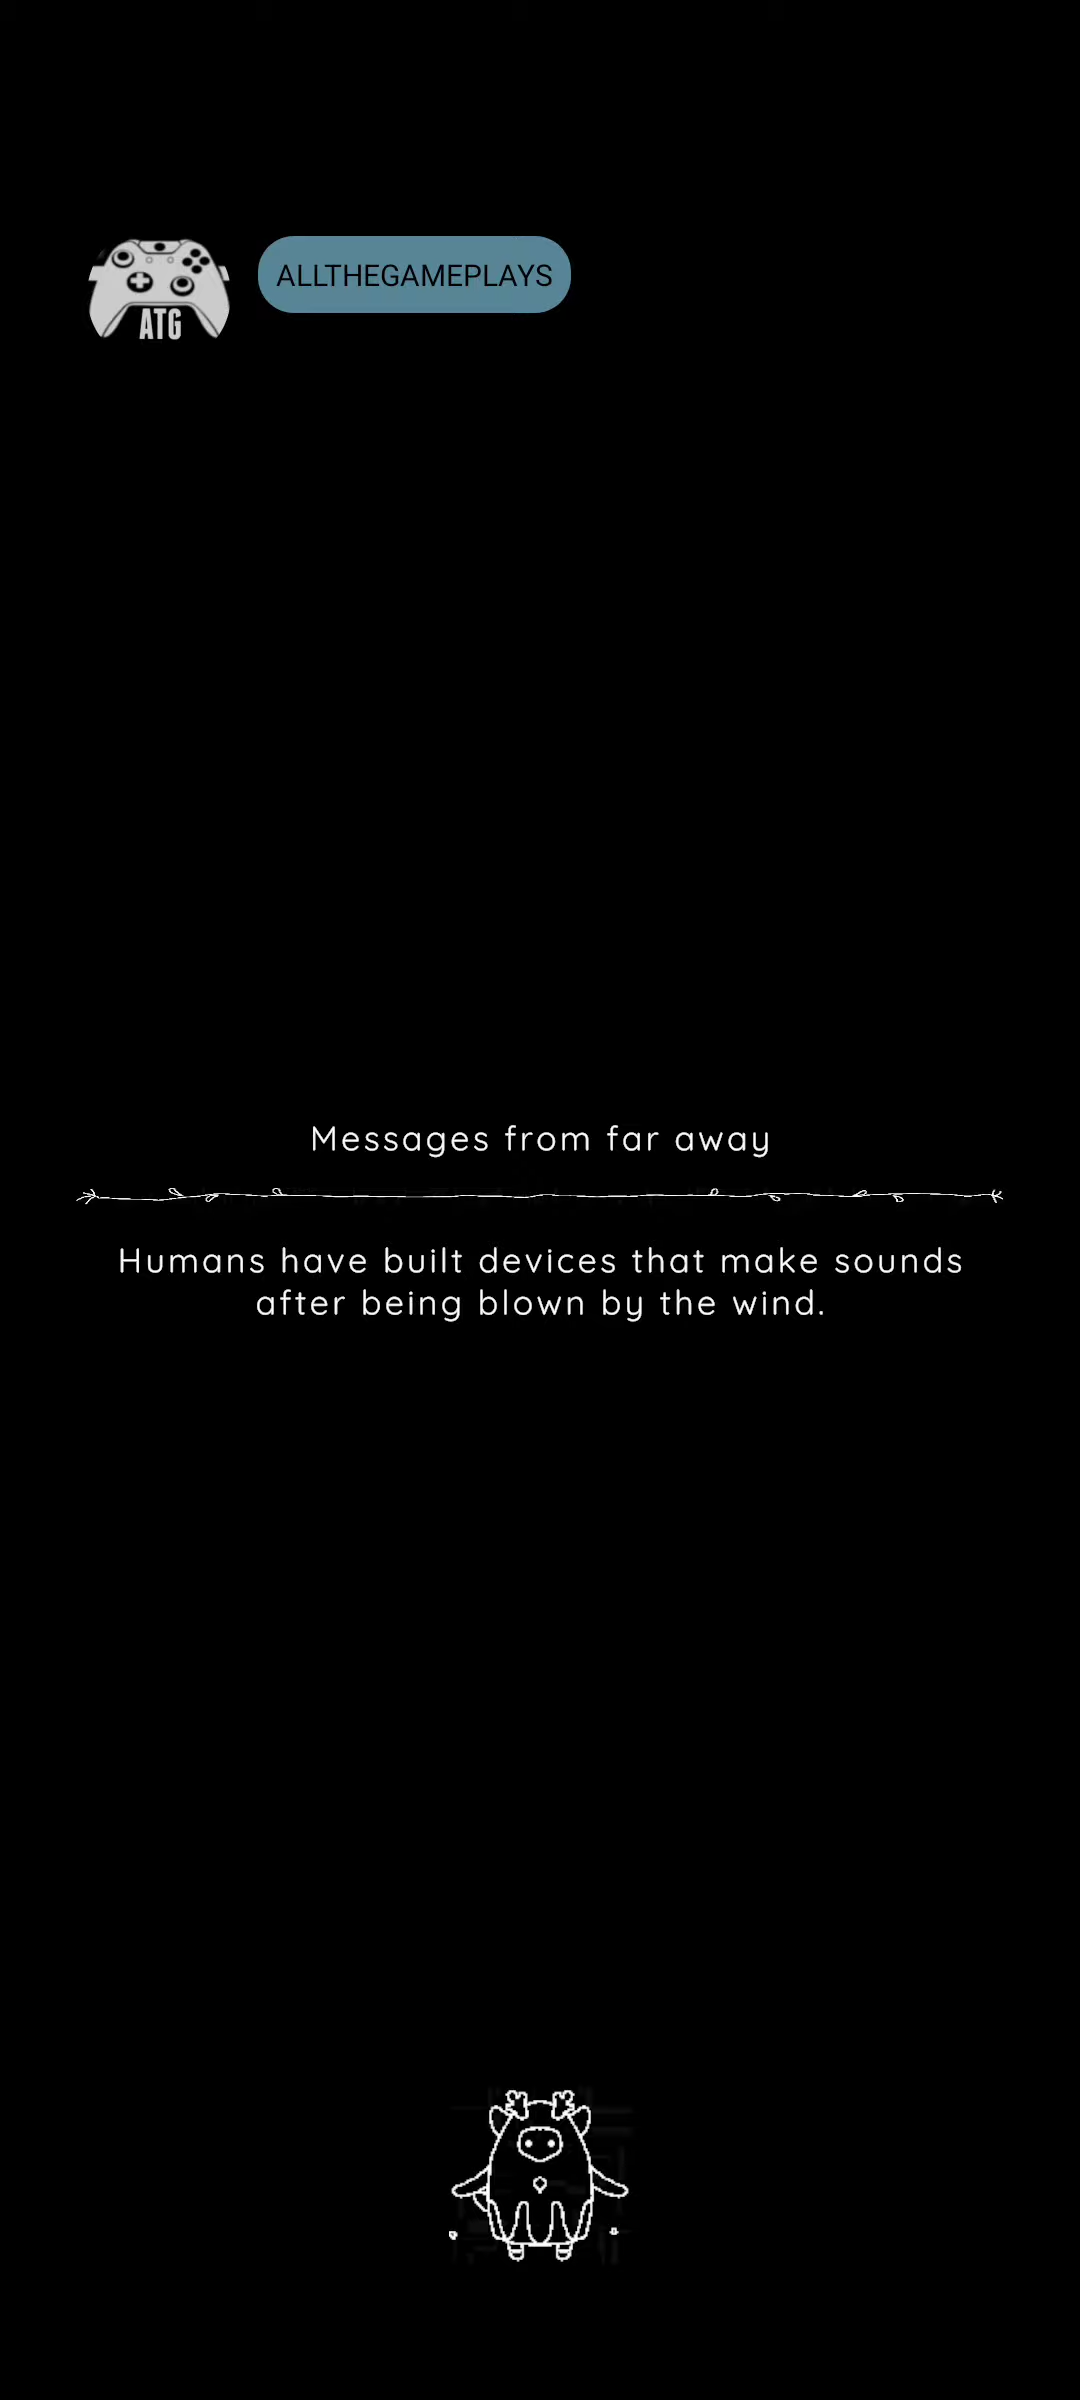 ATG
ALLTHEGAMEPLAYS
Messages from far away
Humans have built devices that make sounds
after being blown by the wind.